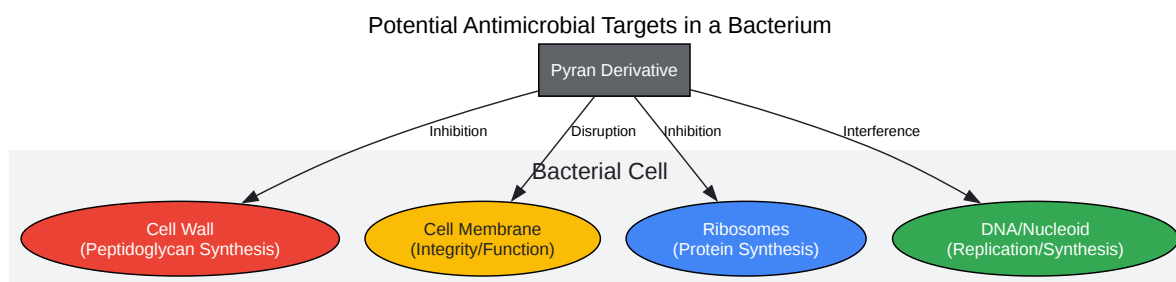 Potential Antimicrobial Targets in a Bacterium
Pyran Derivative
Inhibition
Disruption
Inhibition
Interference
Bacterial Cell
Cell Wall
(Peptidoglycan Synthesis)
Cell Membrane
(Integrity/Function)
Ribosomes
(Protein Synthesis)
DNA/Nucleoid
(Replication/Synthesis)